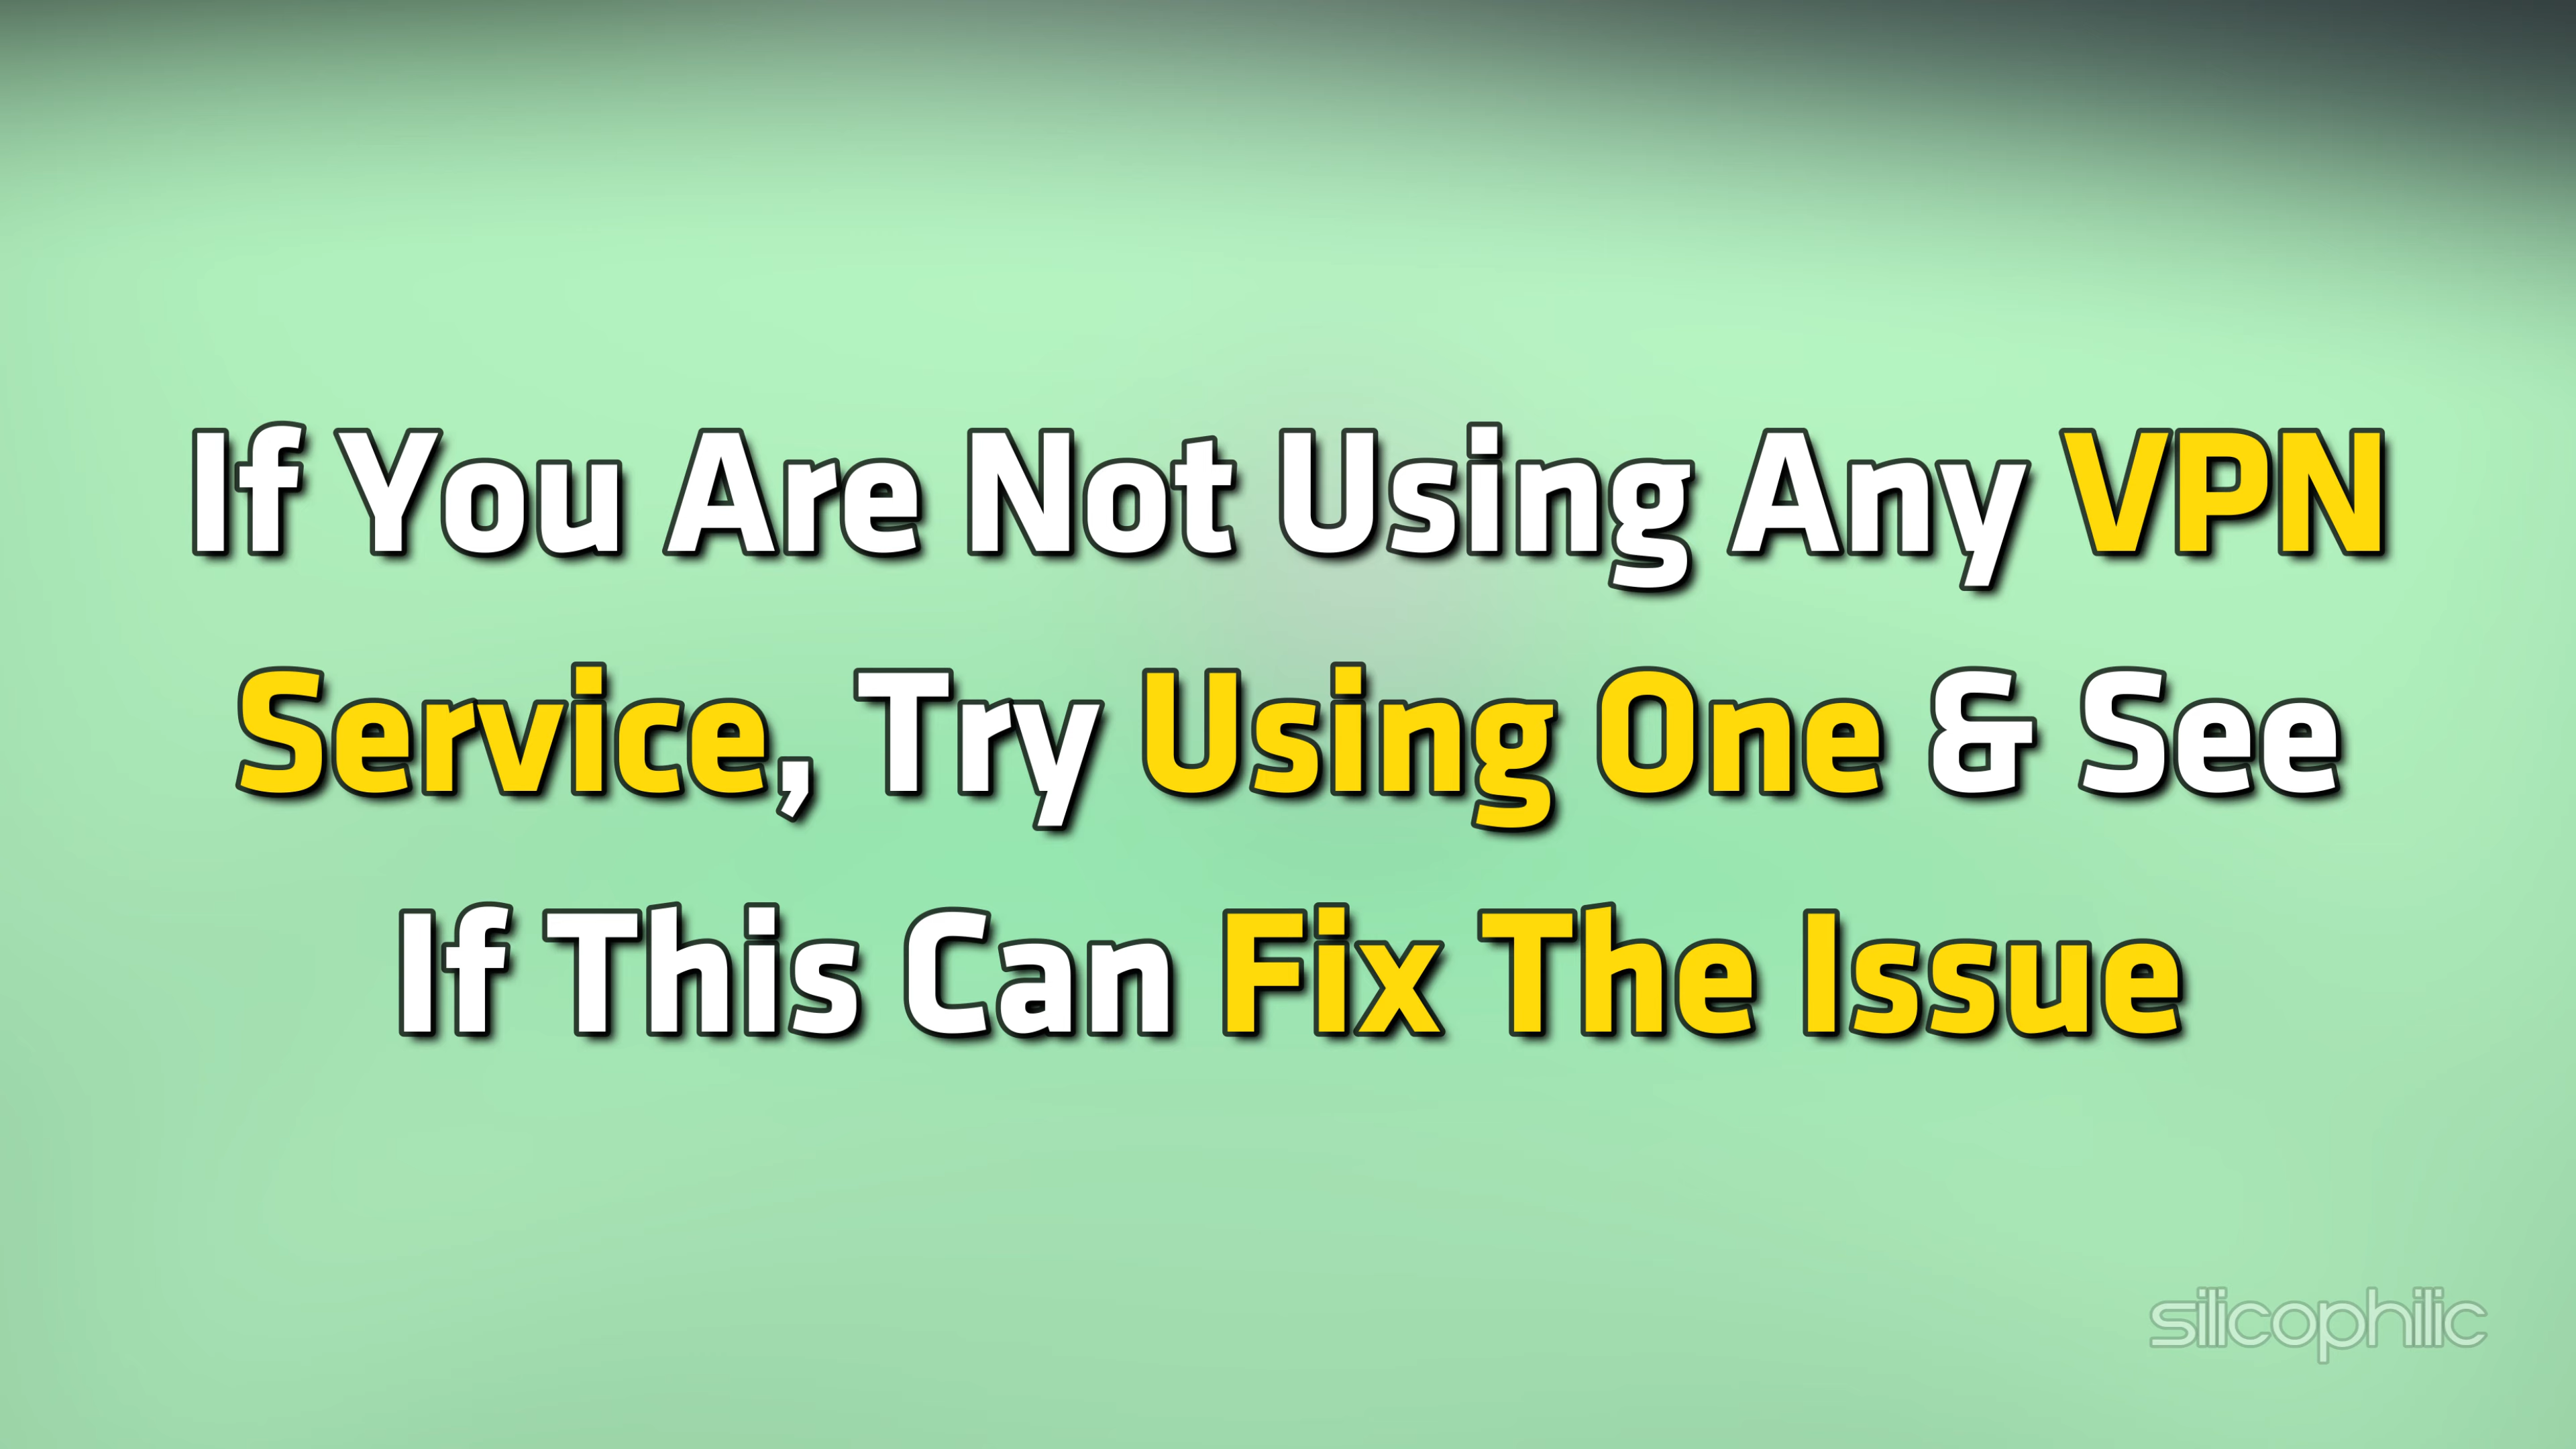 If You Are Not Using Any VPN
Service, Try Using One & See
If This Can Fix The Issue
silicophilic